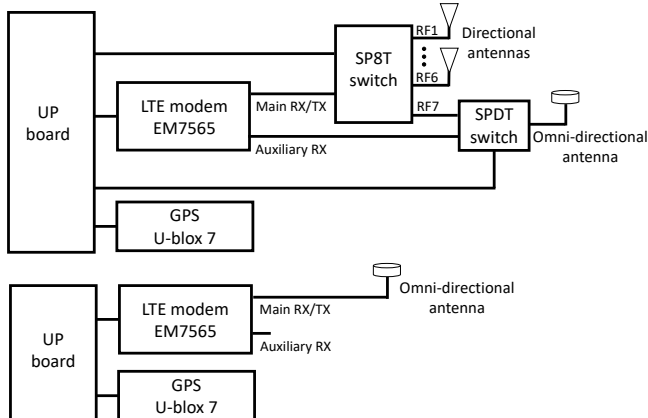 RF1
Directional
antennas
SP8T
switch
RF6
UP
board
LTE modem
EM7565
Main RX/TX
RF7
SPDT
switch
Auxiliary RX
Omni-directional
antenna
GPS
U-blox 7
UP
board
LTE modem
EM7565
Main RX/TX
Omni-directional
antenna
Auxiliary RX
GPS
U-blox 7